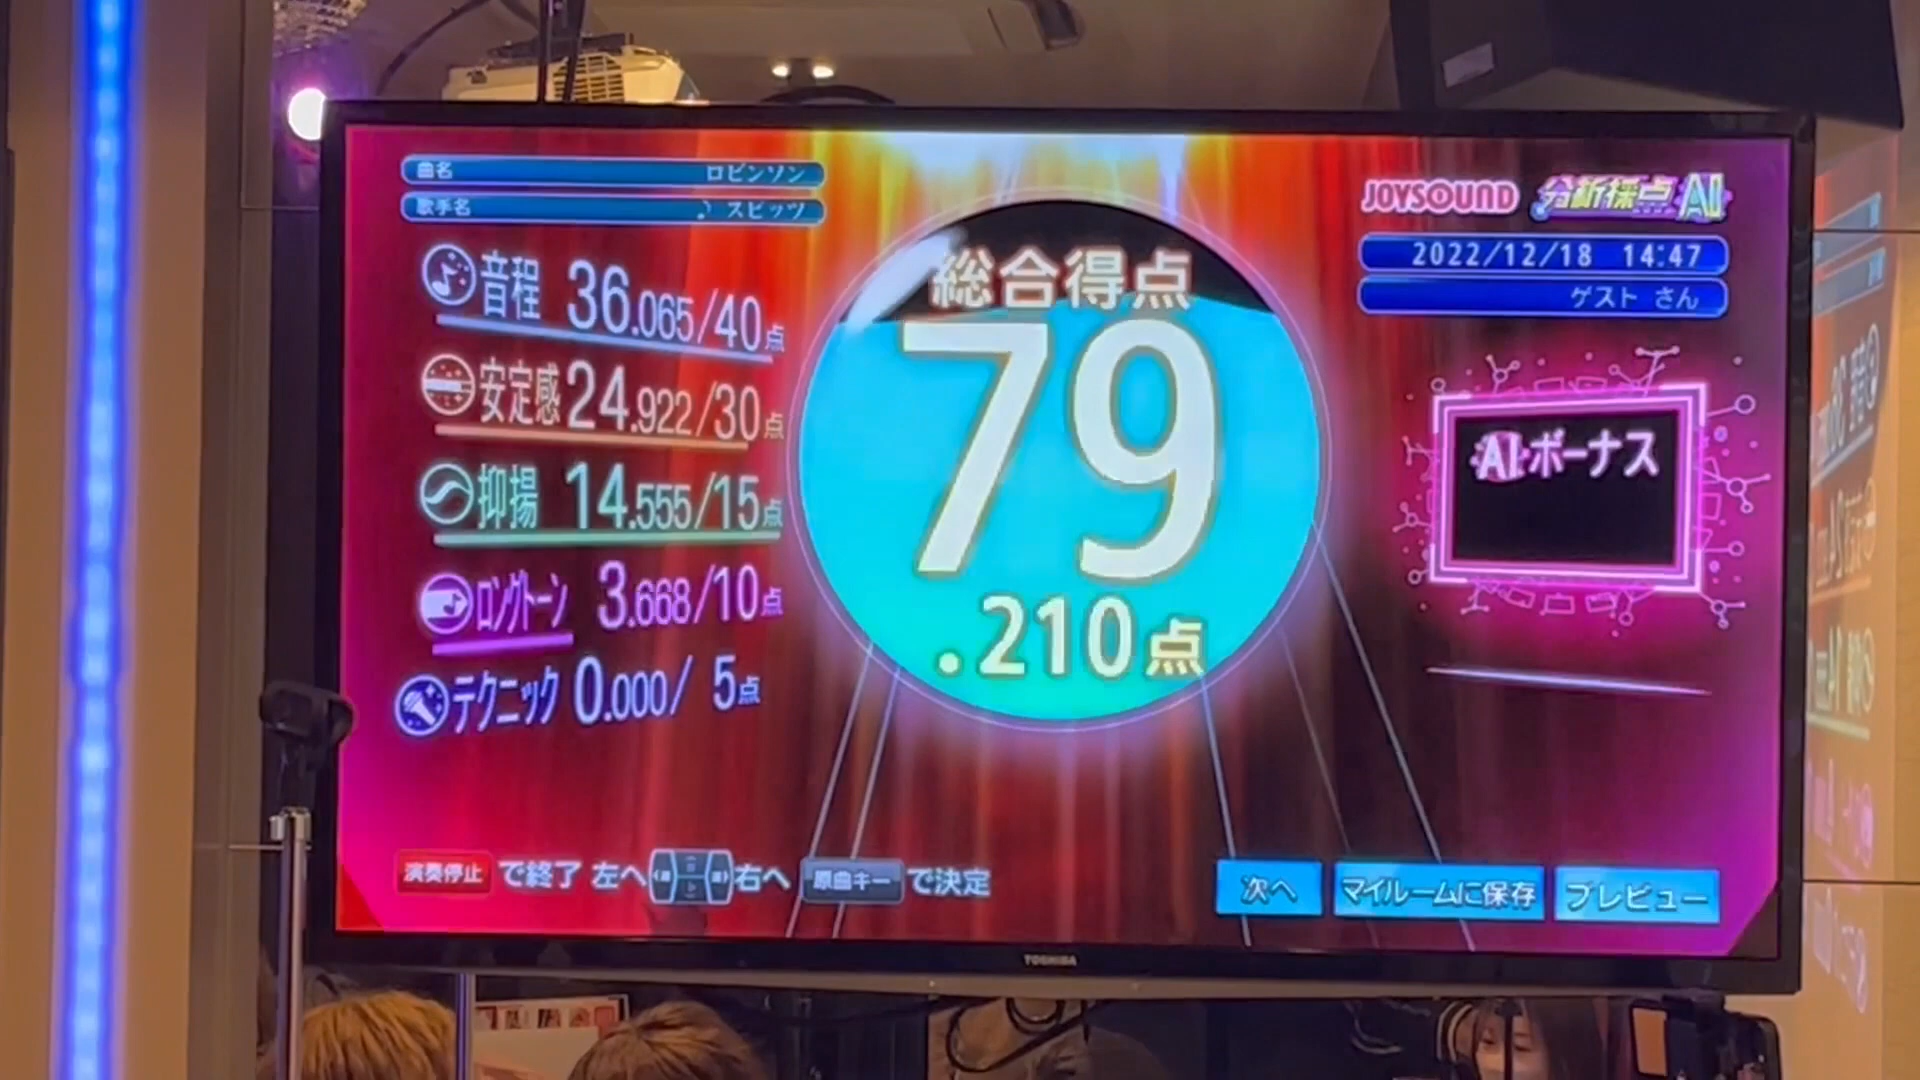 曲名 ロビンソン
歌手名 ♪ スピッツ
音程 36.065/40点
安定感 24.922/30点
抑揚 14.555/15点
ロングトーン 3.668/10点
テクニック 0.000/ 5点
総合得点
79
.210点
JOYSOUND 分析採点AI
2022/12/18 14:47
ゲスト さん
AIボーナス
演奏停止 で終了 左へ 右へ 原曲キー で決定
次へ マイルームに保存 プレビュー
TOSHIBA